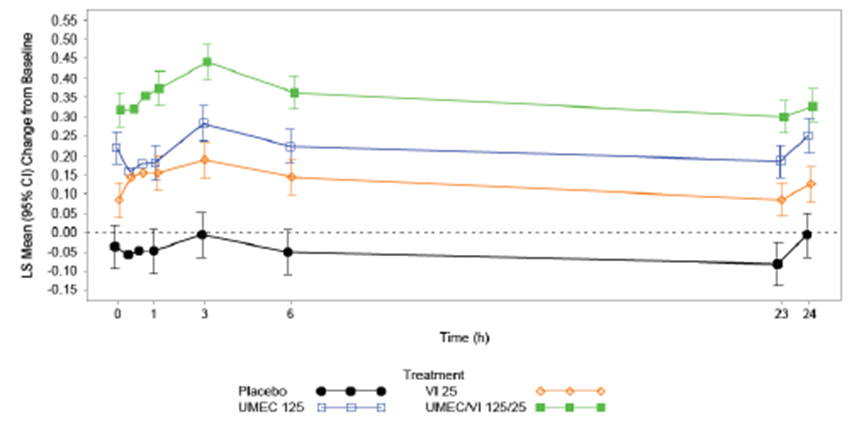 LS Mean (95% CI) Change from Baseline
0.55
0.50
0.45
0.40
0.35
0.30
0.25
0.20
0.15
0.10
0.05
0.00
-0.05
-0.10
-0.15
0 1 3 6 23 24
Time (h)
Treatment
Placebo VI 25
UMEC 125 UMEC/VI 125/25